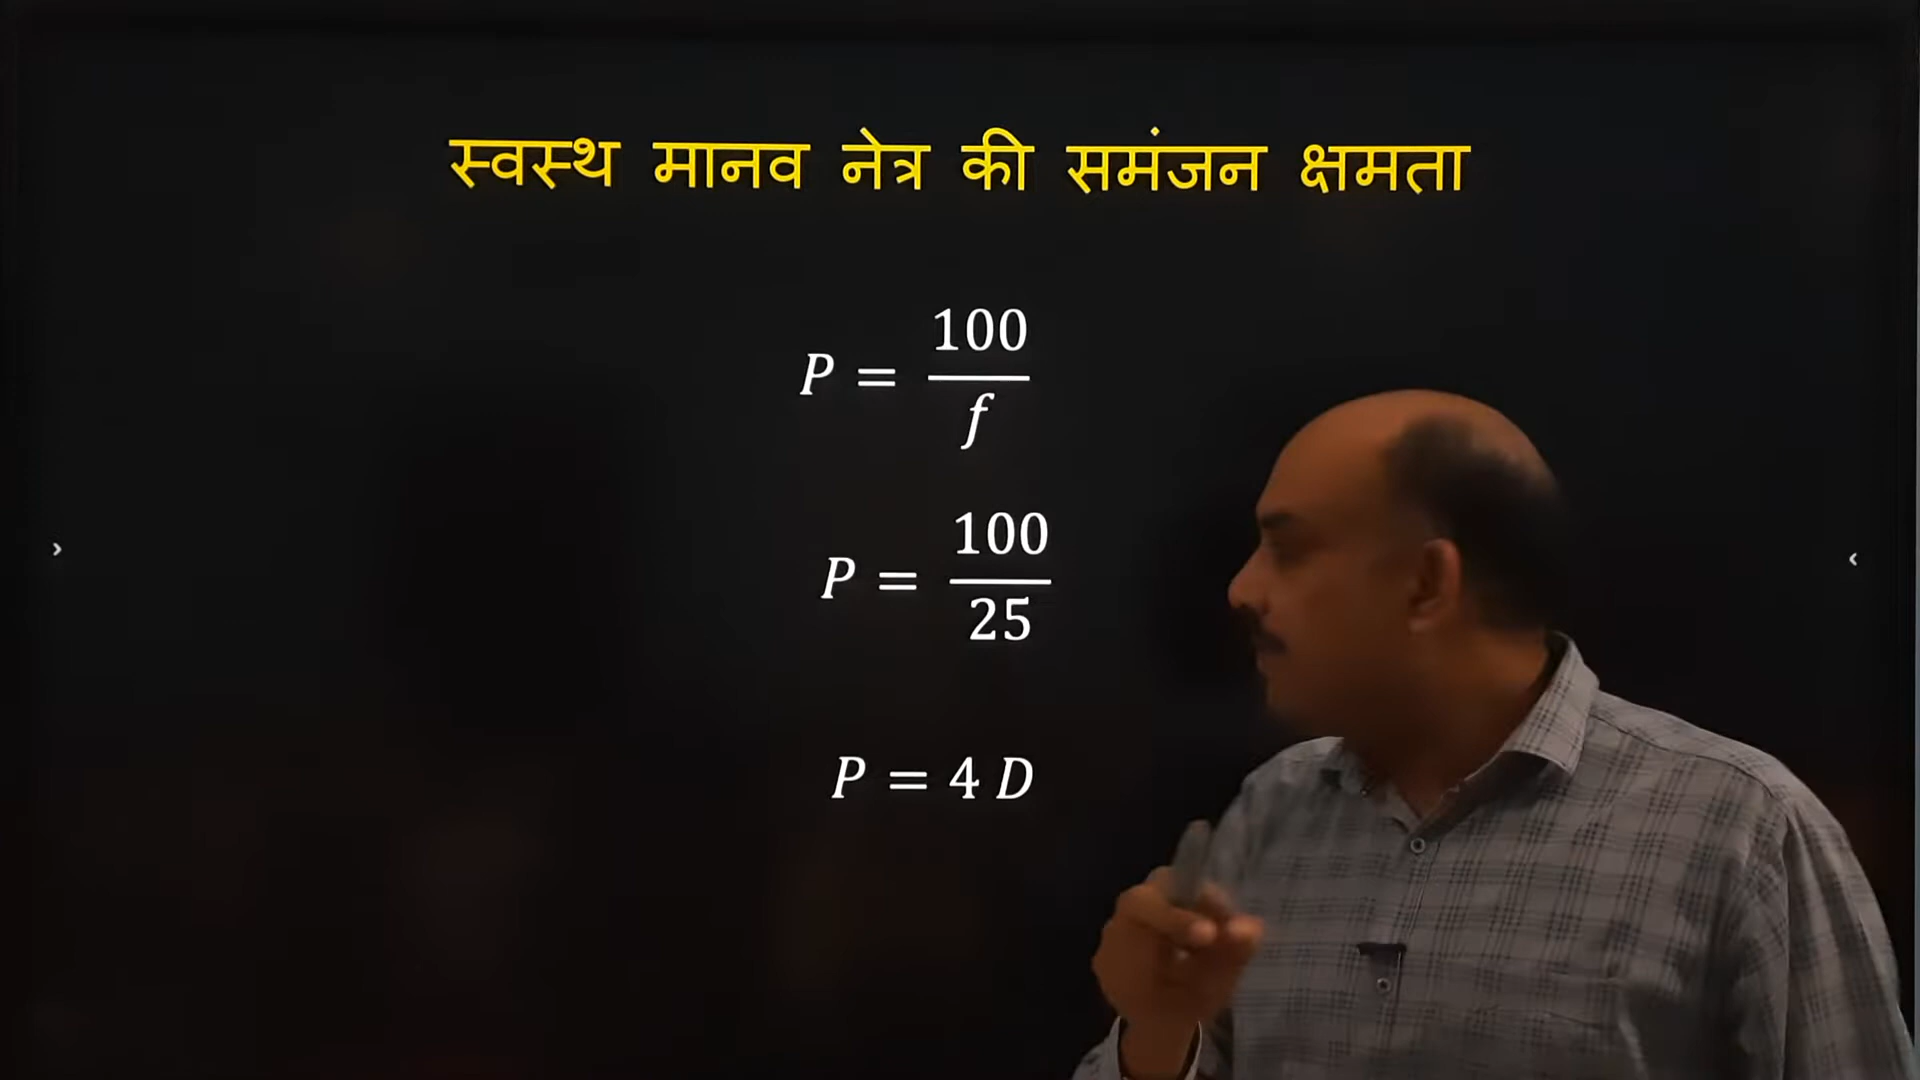 स्वस्थ मानव नेत्र की समंजन क्षमता
P = 100/f
P = 100/25
P = 4 D